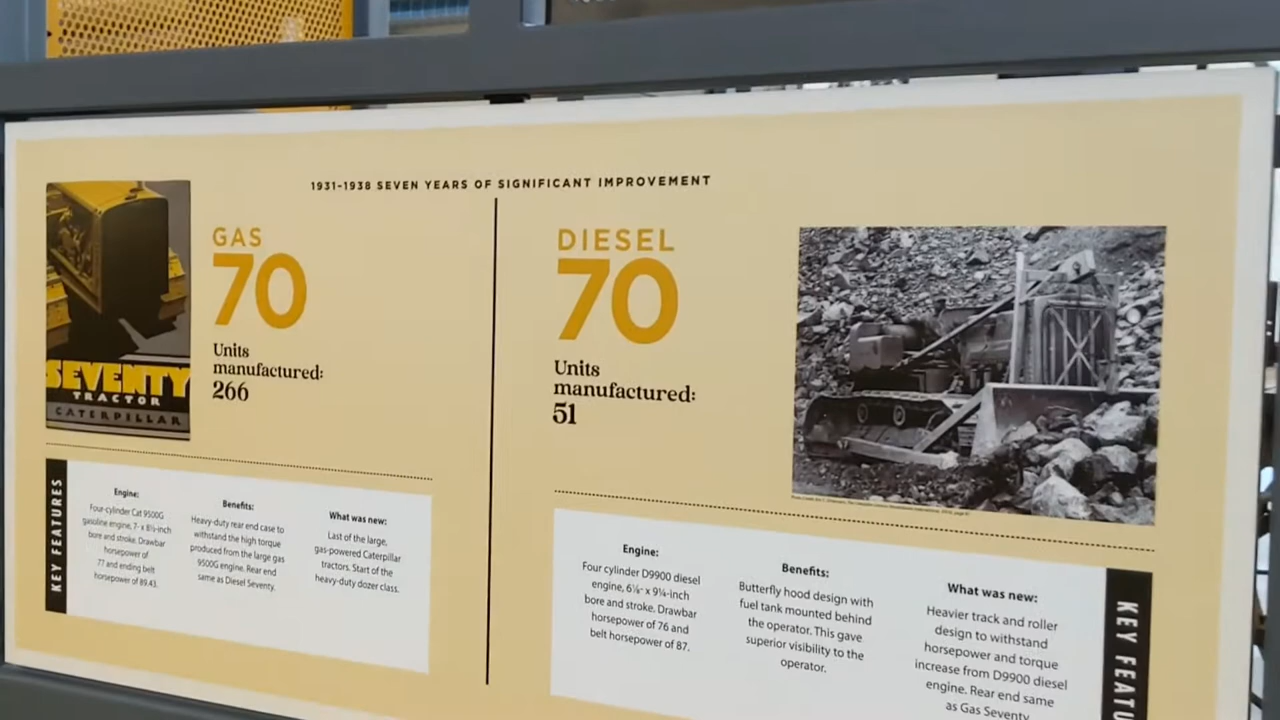 1931-1938 SEVEN YEARS OF SIGNIFICANT IMPROVEMENT
SEVENTY
TRACTOR
CATERPILLAR
GAS
70
Units
manufactured:
266
KEY FEATURES
Engine:
Four-cylinder Cat 9500G
gasoline engine, 7- x 8½-inch
bore and stroke. Drawbar
horsepower of
77 and ending belt
horsepower of 89.43.
Benefits:
Heavy-duty rear end case to
withstand the high torque
produced from the large gas
9500G engine. Rear end
same as Diesel Seventy.
What was new:
Last of the large,
gas-powered Caterpillar
tractors. Start of the
heavy-duty dozer class.
DIESEL
70
Units
manufactured:
51
Engine:
Four cylinder D9900 diesel
engine, 6⅛- x 9¼-inch
bore and stroke. Drawbar
horsepower of 76 and
belt horsepower of 87.
Benefits:
Butterfly hood design with
fuel tank mounted behind
the operator. This gave
superior visibility to the
operator.
What was new:
Heavier track and roller
design to withstand
horsepower and torque
increase from D9900 diesel
engine. Rear end same
as Gas Seventy
KEY FEATU